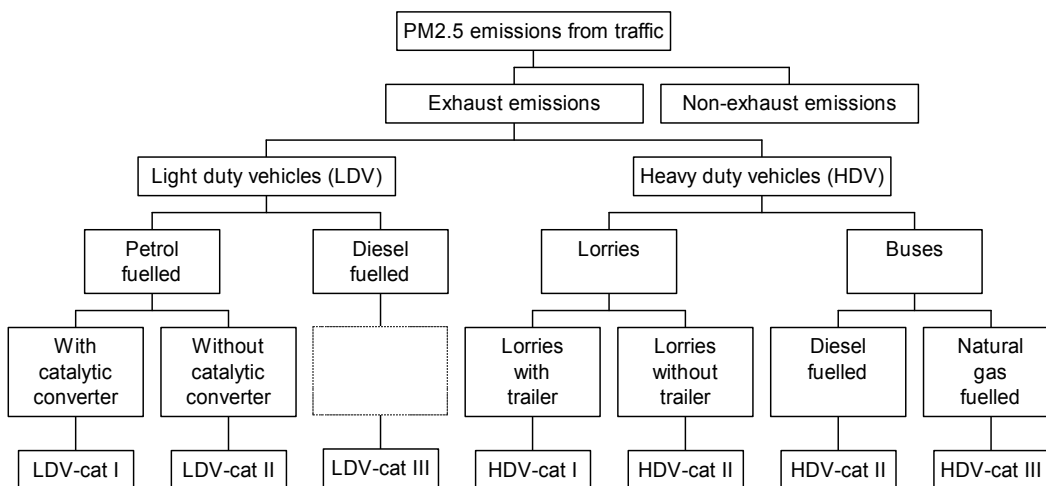 PM2.5 emissions from traffic
Exhaust emissions
Non-exhaust emissions
Light duty vehicles (LDV)
Heavy duty vehicles (HDV)
Petrol
fuelled
Diesel
fuelled
Lorries
Buses
With
catalytic
converter
Without
catalytic
converter
Lorries
with
trailer
Lorries
without
trailer
Diesel
fuelled
Natural
gas
fuelled
LDV-cat I
LDV-cat II
LDV-cat III
HDV-cat I
HDV-cat II
HDV-cat II
HDV-cat III